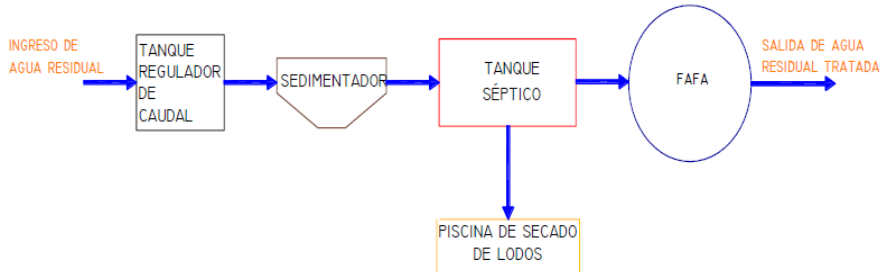 INGRESO DE
AGUA RESIDUAL
TANQUE
REGULADOR
DE
CAUDAL
SEDIMENTADOR
TANQUE
SÉPTICO
FAFA
SALIDA DE AGUA
RESIDUAL TRATADA
PISCINA DE SECADO
DE LODOS